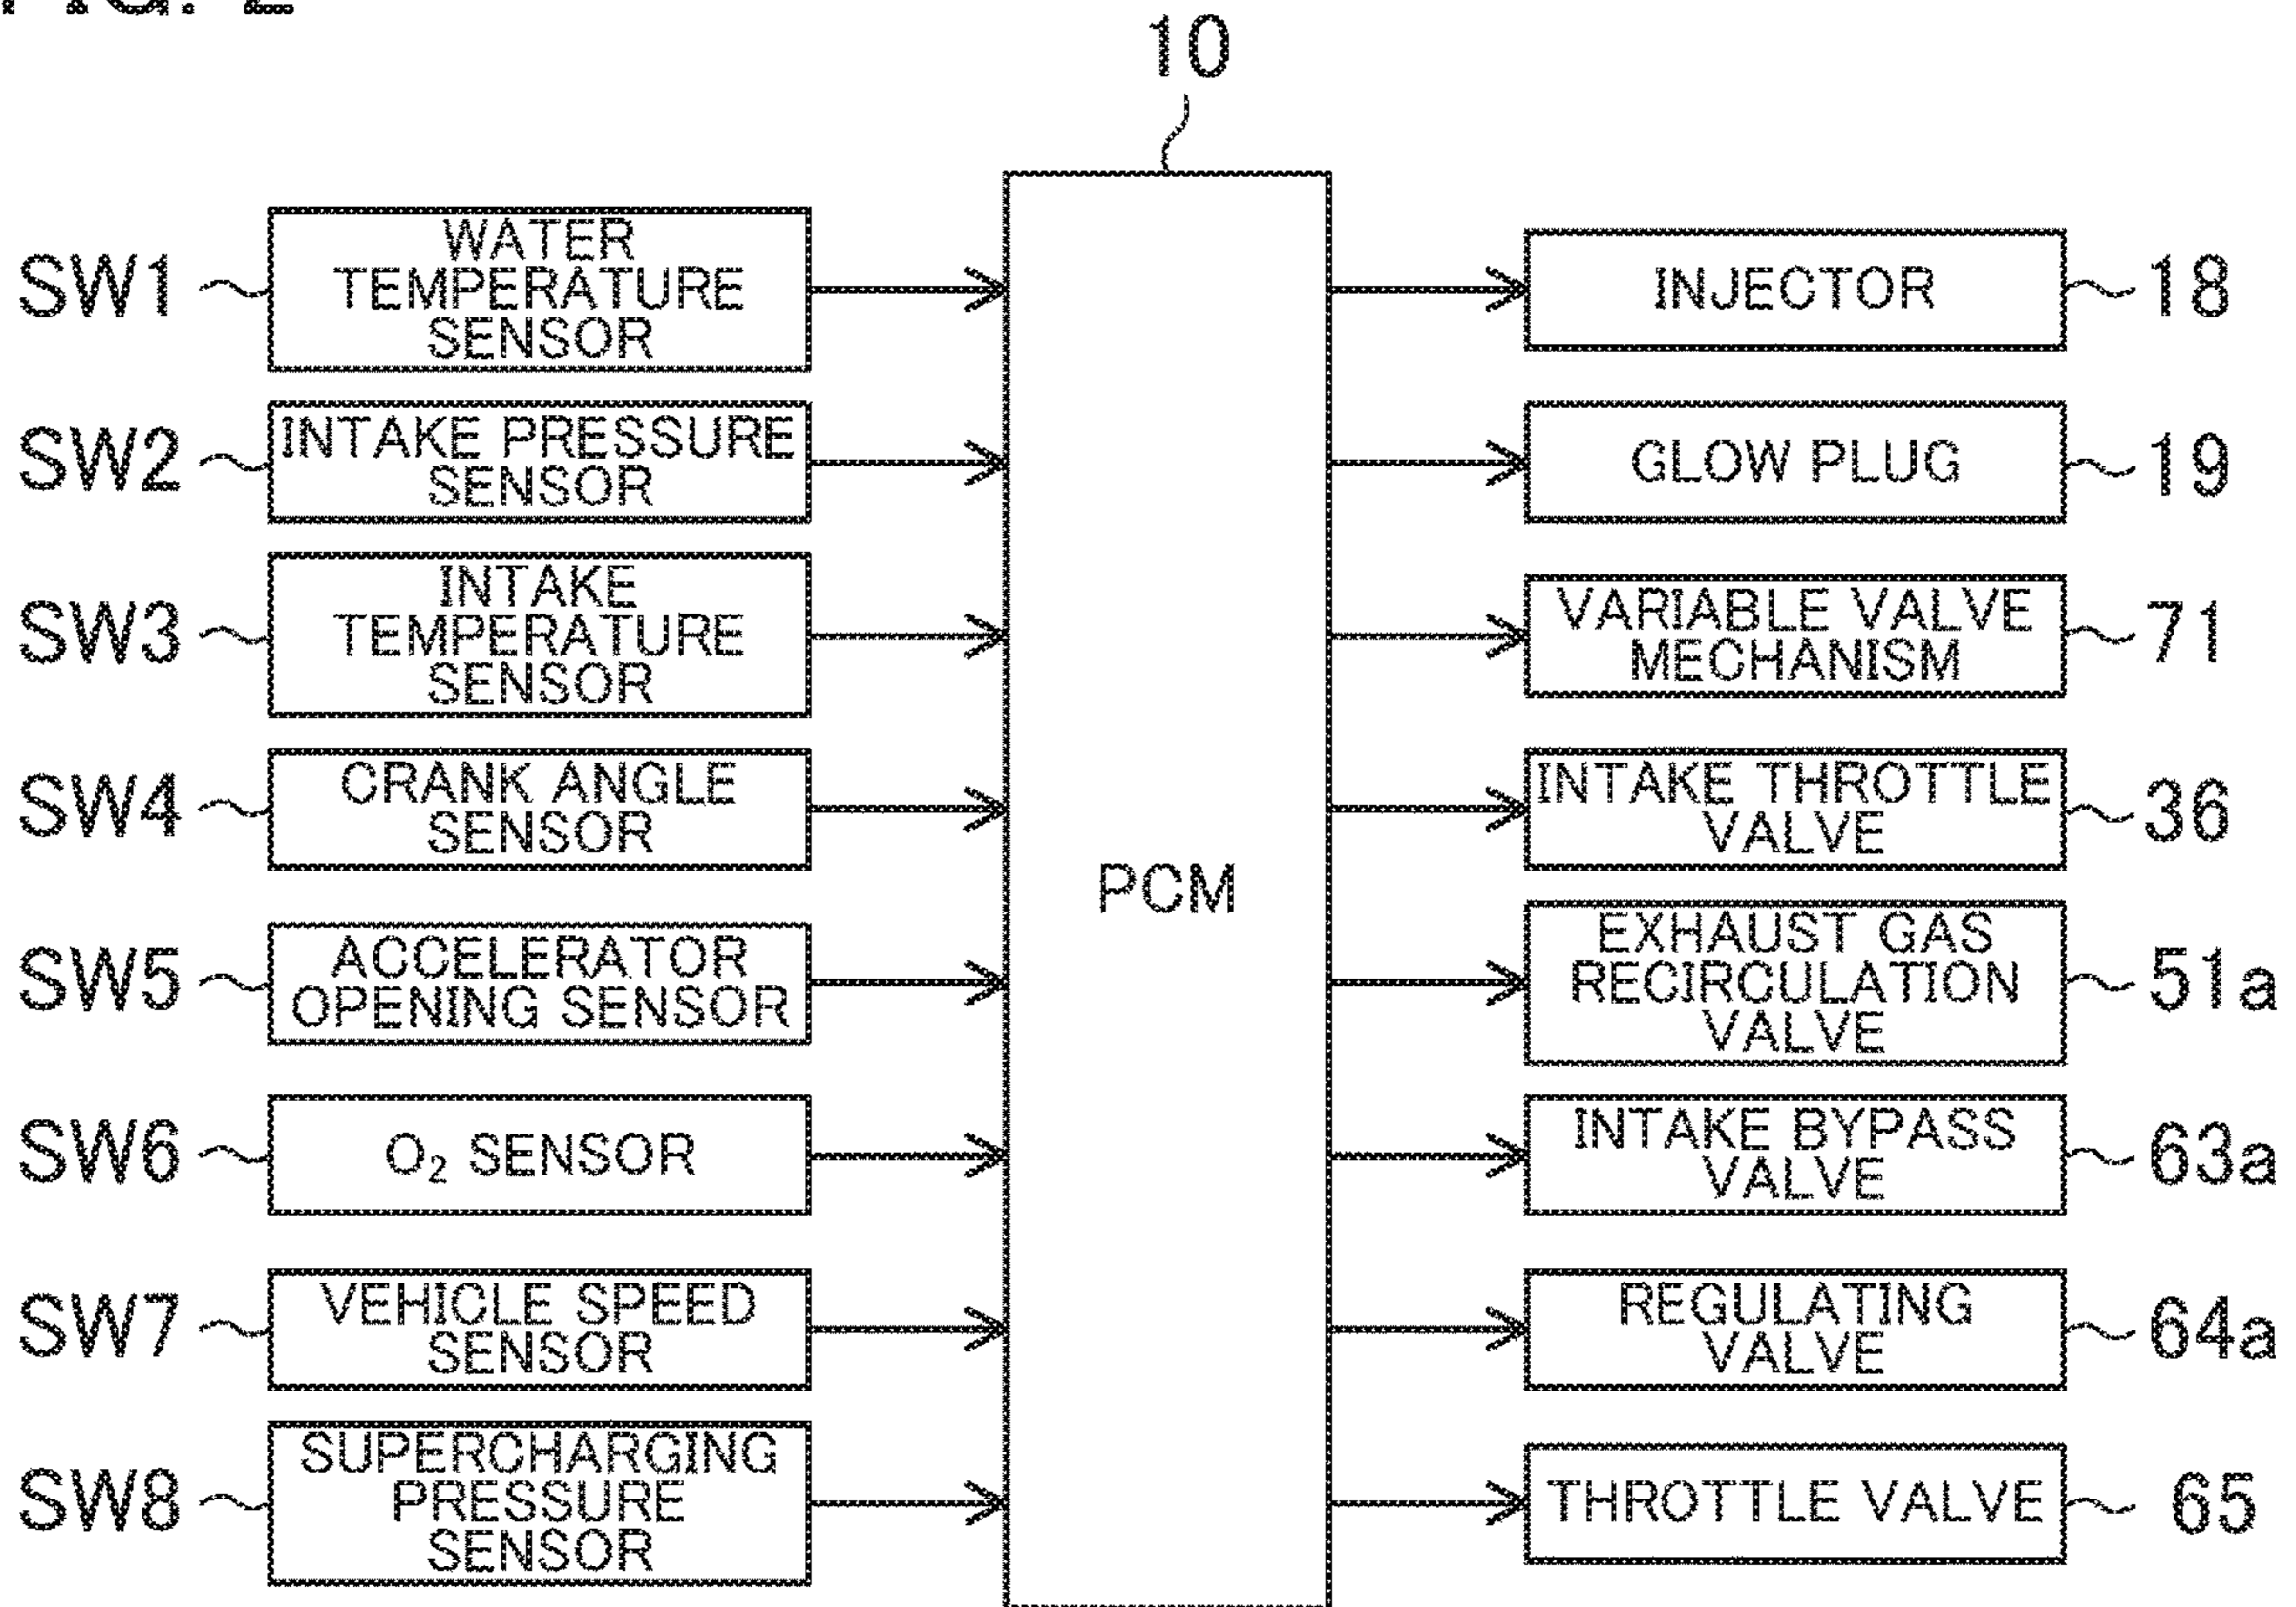 FIG. 2
10
SW1
WATER
TEMPERATURE
SENSOR
SW2
INTAKE PRESSURE
SENSOR
SW3
INTAKE
TEMPERATURE
SENSOR
SW4
CRANK ANGLE
SENSOR
SW5
ACCELERATOR
OPENING SENSOR
SW6
O₂ SENSOR
SW7
VEHICLE SPEED
SENSOR
SW8
SUPERCHARGING
PRESSURE
SENSOR
PCM
INJECTOR
18
GLOW PLUG
19
VARIABLE VALVE
MECHANISM
71
INTAKE THROTTLE
VALVE
36
EXHAUST GAS
RECIRCULATION
VALVE
51a
INTAKE BYPASS
VALVE
63a
REGULATING
VALVE
64a
THROTTLE VALVE
65